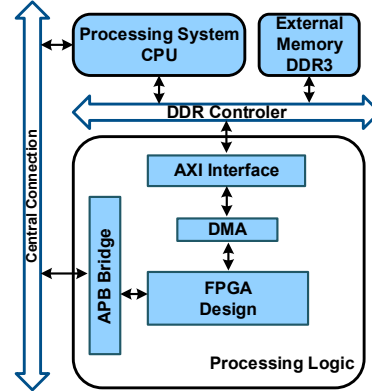 Processing System
CPU
External
Memory
DDR3
DDR Controler
Central Connection
AXI Interface
DMA
APB Bridge
FPGA
Design
Processing Logic